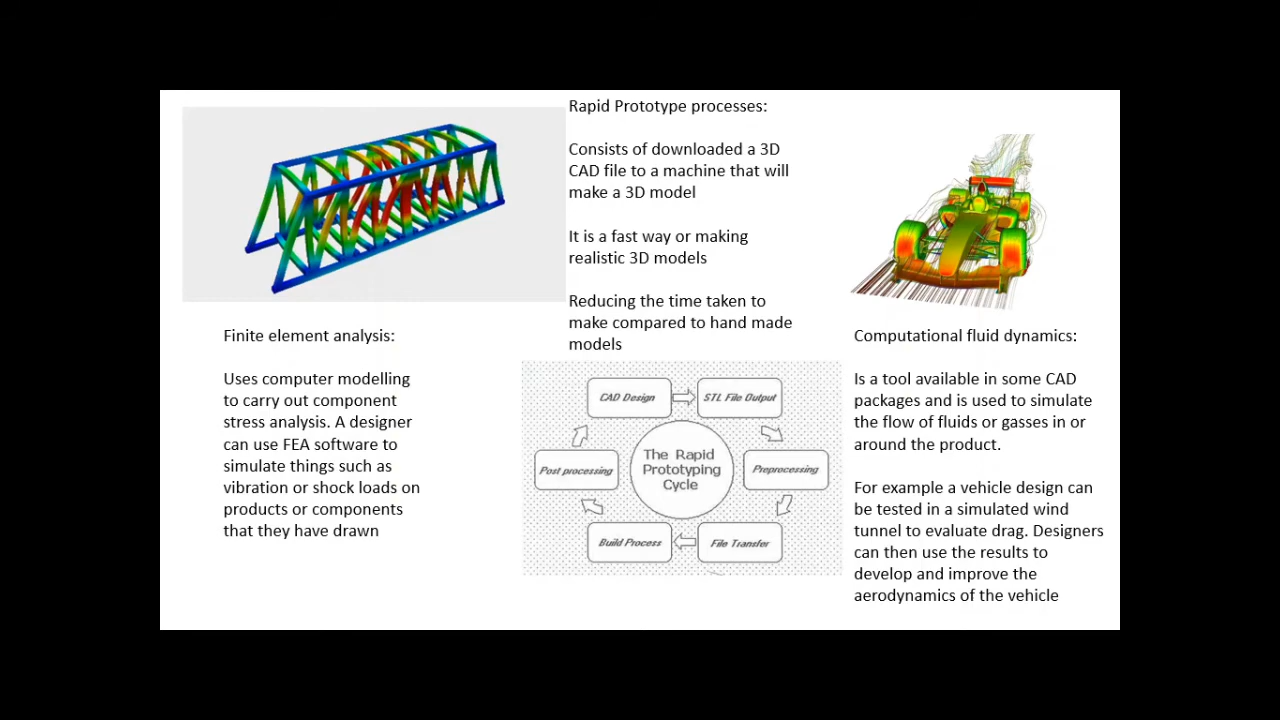 Rapid Prototype processes:
Consists of downloaded a 3D
CAD file to a machine that will
make a 3D model
It is a fast way or making
realistic 3D models
Reducing the time taken to
make compared to hand made
models
Finite element analysis:
Uses computer modelling
to carry out component
stress analysis. A designer
can use FEA software to
simulate things such as
vibration or shock loads on
products or components
that they have drawn
CAD Design
STL File Output
The Rapid
Prototyping
Cycle
Post processing
Preprocessing
Build Process
File Transfer
Computational fluid dynamics:
Is a tool available in some CAD
packages and is used to simulate
the flow of fluids or gasses in or
around the product.
For example a vehicle design can
be tested in a simulated wind
tunnel to evaluate drag. Designers
can then use the results to
develop and improve the
aerodynamics of the vehicle